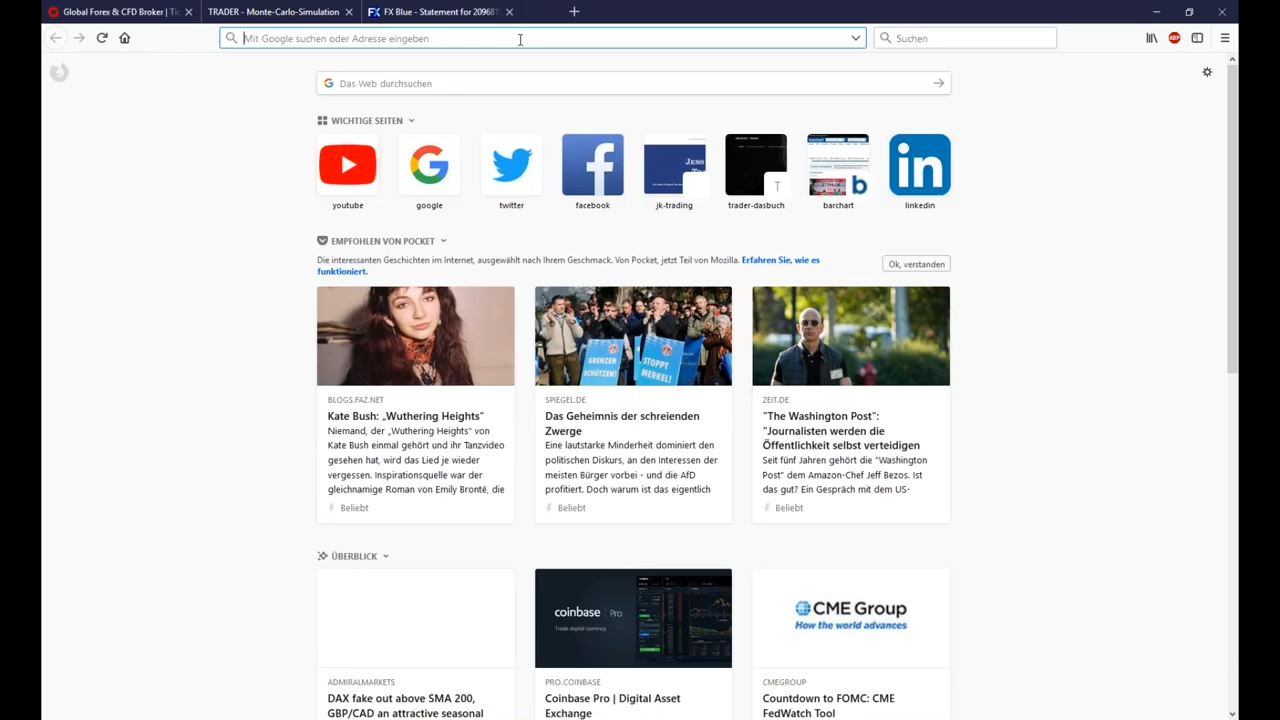 Global Forex & CFD Broker |
TRADER - Monte-Carlo-Simulation
FX FX Blue - Statement for 20968
Mit Google suchen oder Adresse eingeben
Suchen
ABP
Das Web durchsuchen
WICHTIGE SEITEN
youtube
google
twitter
facebook
jk-trading
trader-dasbuch
barchart
linkedin
EMPFOHLEN VON POCKET
Die interessanten Geschichten im Internet, ausgewählt nach Ihrem Geschmack. Von Pocket, jetzt Teil von Mozilla. Erfahren Sie, wie es
funktioniert.
Ok, verstanden
GRENZEN
SCHÜTZEN!
STOPPT
MERKEL!
BLOGS.FAZ.NET
Kate Bush: „Wuthering Heights"
Niemand, der „Wuthering Heights" von
Kate Bush einmal gehört und ihr Tanzvideo
gesehen hat, wird das Lied je wieder
vergessen. Inspirationsquelle war der
gleichnamige Roman von Emily Brontë, die
Beliebt
SPIEGEL.DE
Das Geheimnis der schreienden
Zwerge
Eine lautstarke Minderheit dominiert den
politischen Diskurs, an den Interessen der
meisten Bürger vorbei - und die AfD
profitiert. Doch warum ist das eigentlich
Beliebt
ZEIT.DE
"The Washington Post":
"Journalisten werden die
Öffentlichkeit selbst verteidigen
Seit fünf Jahren gehört die "Washington
Post" dem Amazon-Chef Jeff Bezos. Ist
das gut? Ein Gespräch mit dem US-
Beliebt
ÜBERBLICK
coinbase Pro
Trade digital currency
CME Group
How the world advances
ADMIRALMARKETS
DAX fake out above SMA 200,
GBP/CAD an attractive seasonal
PRO.COINBASE
Coinbase Pro | Digital Asset
Exchange
CMEGROUP
Countdown to FOMC: CME
FedWatch Tool